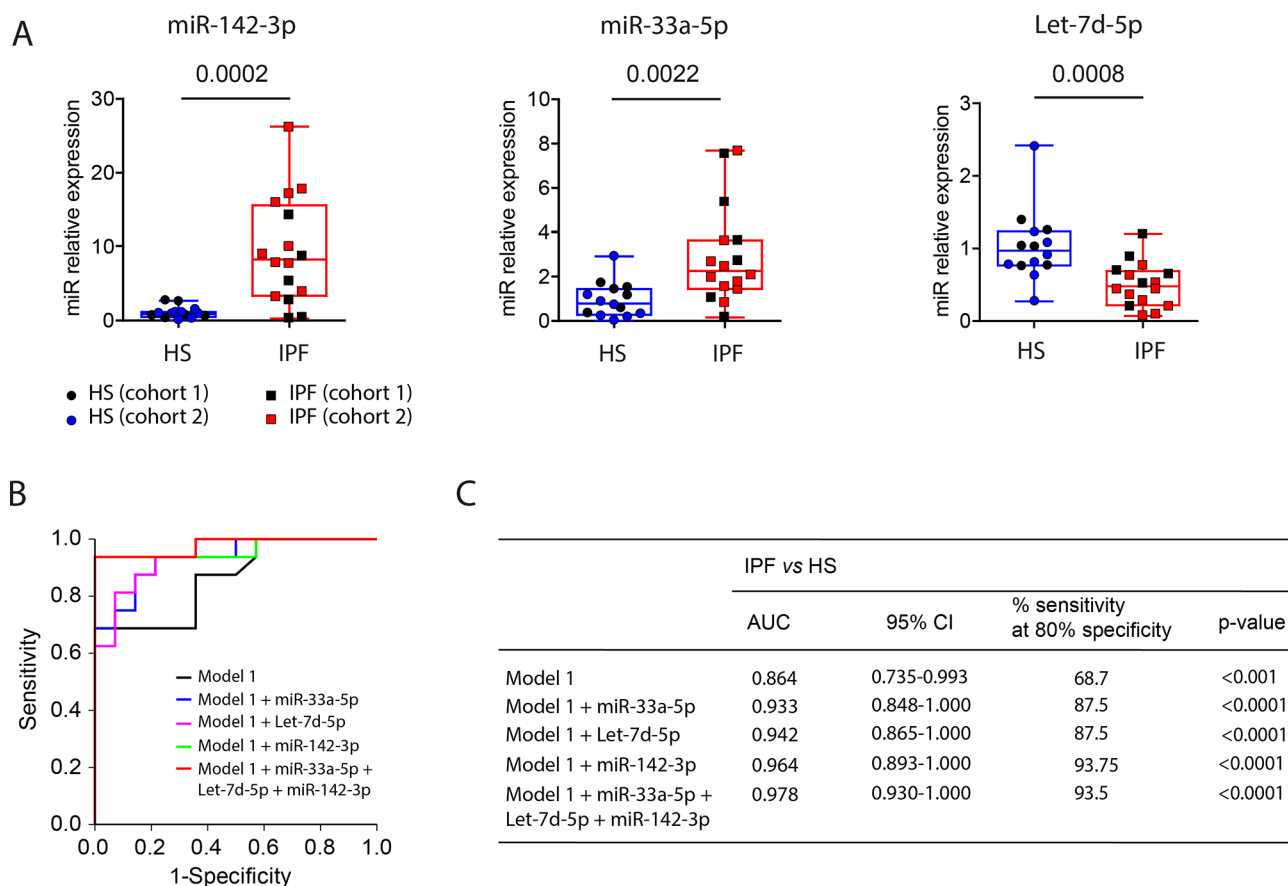 A
miR-142-3p
0.0002
miR relative expression
30
20
10
0
HS
IPF
miR-33a-5p
0.0022
miR relative expression
10
8
6
4
2
0
HS
IPF
Let-7d-5p
0.0008
miR relative expression
3
2
1
0
HS
IPF
HS (cohort 1)
HS (cohort 2)
IPF (cohort 1)
IPF (cohort 2)
B
Sensitivity
1.0
0.8
0.6
0.4
0.2
0.0
0.0 0.2 0.4 0.6 0.8 1.0
1-Specificity
Model 1
Model 1 + miR-33a-5p
Model 1 + Let-7d-5p
Model 1 + miR-142-3p
Model 1 + miR-33a-5p +
Let-7d-5p + miR-142-3p
C
IPF vs HS
AUC 95% CI % sensitivity at 80% specificity p-value
Model 1 0.864 0.735-0.993 68.7 <0.001
Model 1 + miR-33a-5p 0.933 0.848-1.000 87.5 <0.0001
Model 1 + Let-7d-5p 0.942 0.865-1.000 87.5 <0.0001
Model 1 + miR-142-3p 0.964 0.893-1.000 93.75 <0.0001
Model 1 + miR-33a-5p + 0.978 0.930-1.000 93.5 <0.0001
Let-7d-5p + miR-142-3p